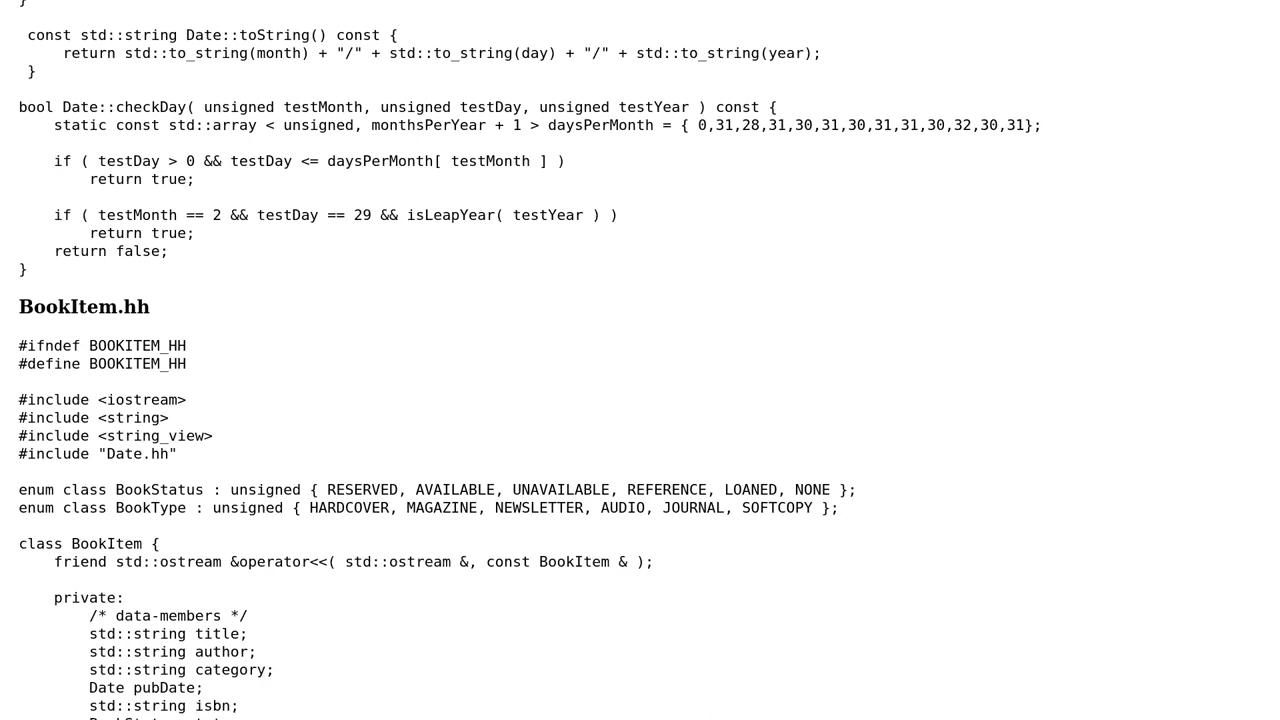 }
const std::string Date::toString() const {
return std::to_string(month) + "/" + std::to_string(day) + "/" + std::to_string(year);
}
bool Date::checkDay( unsigned testMonth, unsigned testDay, unsigned testYear ) const {
static const std::array < unsigned, monthsPerYear + 1 > daysPerMonth = { 0,31,28,31,30,31,30,31,31,30,32,30,31};
if ( testDay > 0 && testDay <= daysPerMonth[ testMonth ] )
return true;
if ( testMonth == 2 && testDay == 29 && isLeapYear( testYear ) )
return true;
return false;
}
BookItem.hh
#ifndef BOOKITEM_HH
#define BOOKITEM_HH
#include <iostream>
#include <string>
#include <string_view>
#include "Date.hh"
enum class BookStatus : unsigned { RESERVED, AVAILABLE, UNAVAILABLE, REFERENCE, LOANED, NONE };
enum class BookType : unsigned { HARDCOVER, MAGAZINE, NEWSLETTER, AUDIO, JOURNAL, SOFTCOPY };
class BookItem {
friend std::ostream &operator<<( std::ostream &, const BookItem & );
private:
/* data-members */
std::string title;
std::string author;
std::string category;
Date pubDate;
std::string isbn;